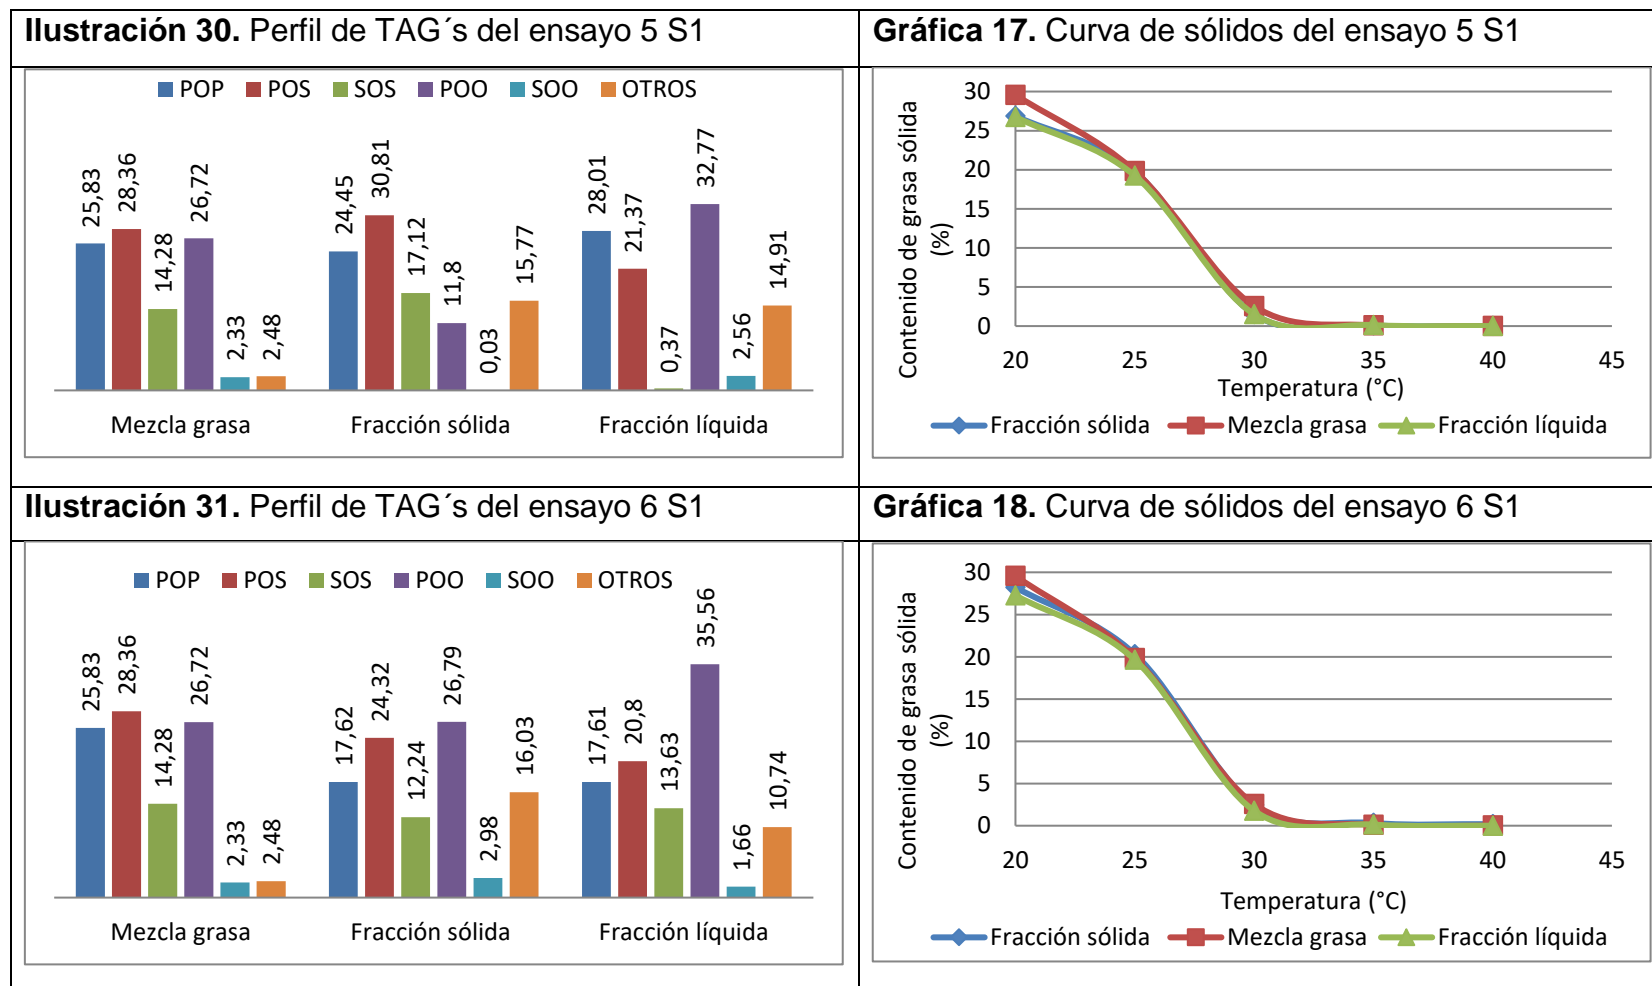 Ilustración 30. Perfil de TAG´s del ensayo 5 S1
POP POS SOS POO SOO OTROS
25,83 28,36 14,28 26,72 2,33 2,48
24,45 30,81 17,12 11,8 0,03 15,77
28,01 21,37 0,37 32,77 2,56 14,91
Mezcla grasa Fracción sólida Fracción líquida
Gráfica 17. Curva de sólidos del ensayo 5 S1
Contenido de grasa sólida
(%)
30
25
20
15
10
5
0
20 25 30 35 40 45
Temperatura (°C)
Fracción sólida Mezcla grasa Fracción líquida
Ilustración 31. Perfil de TAG´s del ensayo 6 S1
POP POS SOS POO SOO OTROS
25,83 28,36 14,28 26,72 2,33 2,48
17,62 24,32 12,24 26,79 2,98 16,03
17,61 20,8 13,63 35,56 1,66 10,74
Mezcla grasa Fracción sólida Fracción líquida
Gráfica 18. Curva de sólidos del ensayo 6 S1
Contenido de grasa sólida
(%)
30
25
20
15
10
5
0
20 25 30 35 40 45
Temperatura (°C)
Fracción sólida Mezcla grasa Fracción líquida